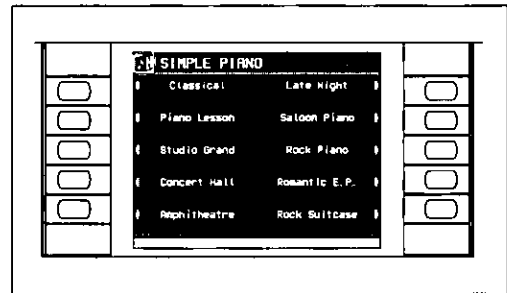 SIMPLE PIANO
Classical Late Night
Piano Lesson Saloon Piano
Studio Grand Rock Piano
Concert Hall Romantic E.P.
Amphitheatre Rock Suitcase